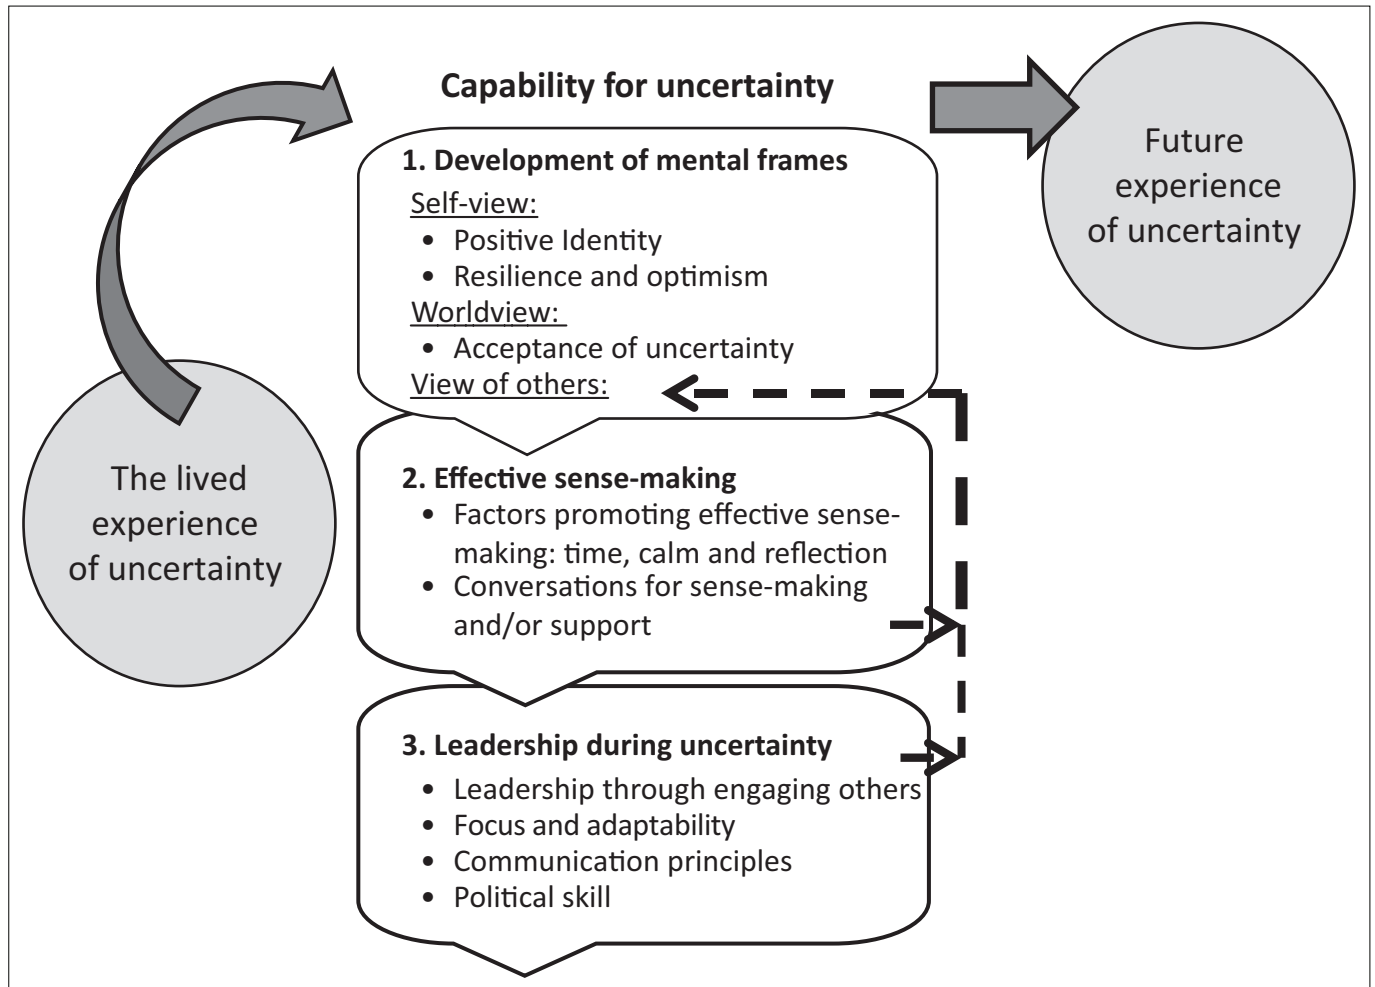 Capability for uncertainty
1. Development of mental frames
Self-view:
• Positive Identity
• Resilience and optimism
Worldview:
• Acceptance of uncertainty
View of others:
2. Effective sense-making
• Factors promoting effective sense-
making: time, calm and reflection
• Conversations for sense-making
and/or support
3. Leadership during uncertainty
• Leadership through engaging others
• Focus and adaptability
• Communication principles
• Political skill
The lived
experience
of uncertainty
Future
experience
of uncertainty